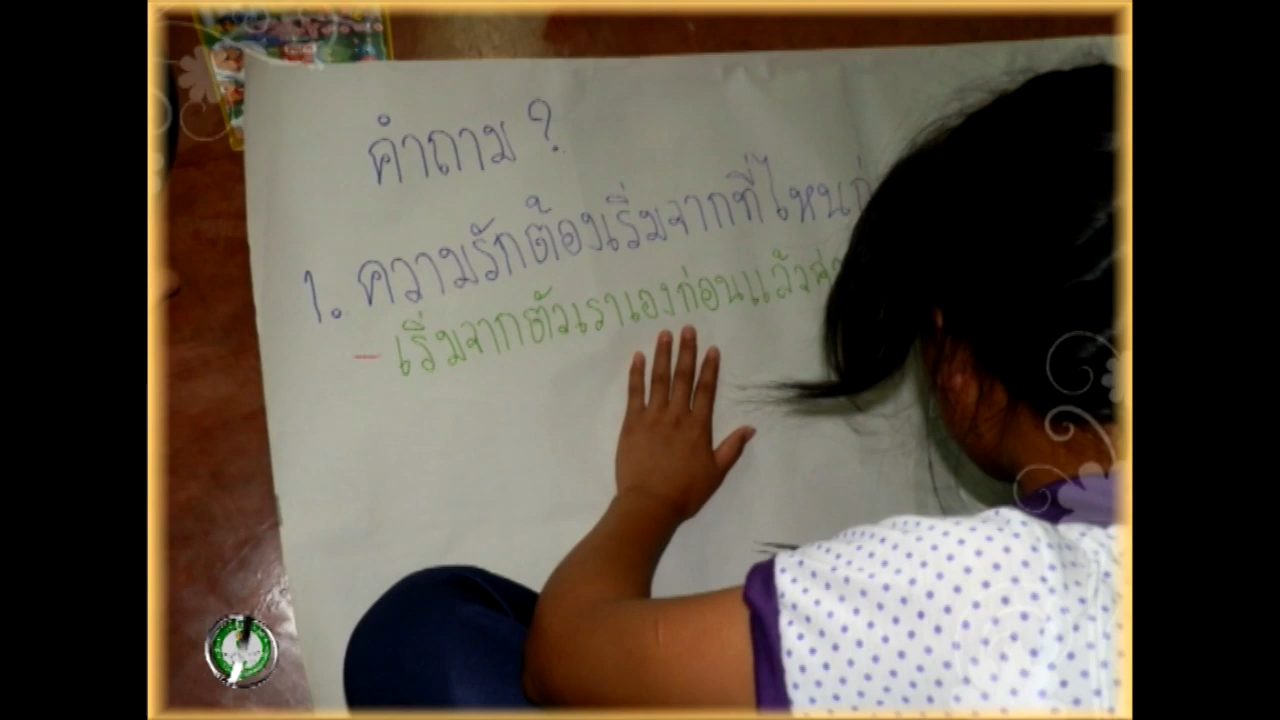 คำถาม ?
1. ความรักต้องเริ่มจากที่ไหน
- เริ่มจากตัวเราเองก่อนแล้ว